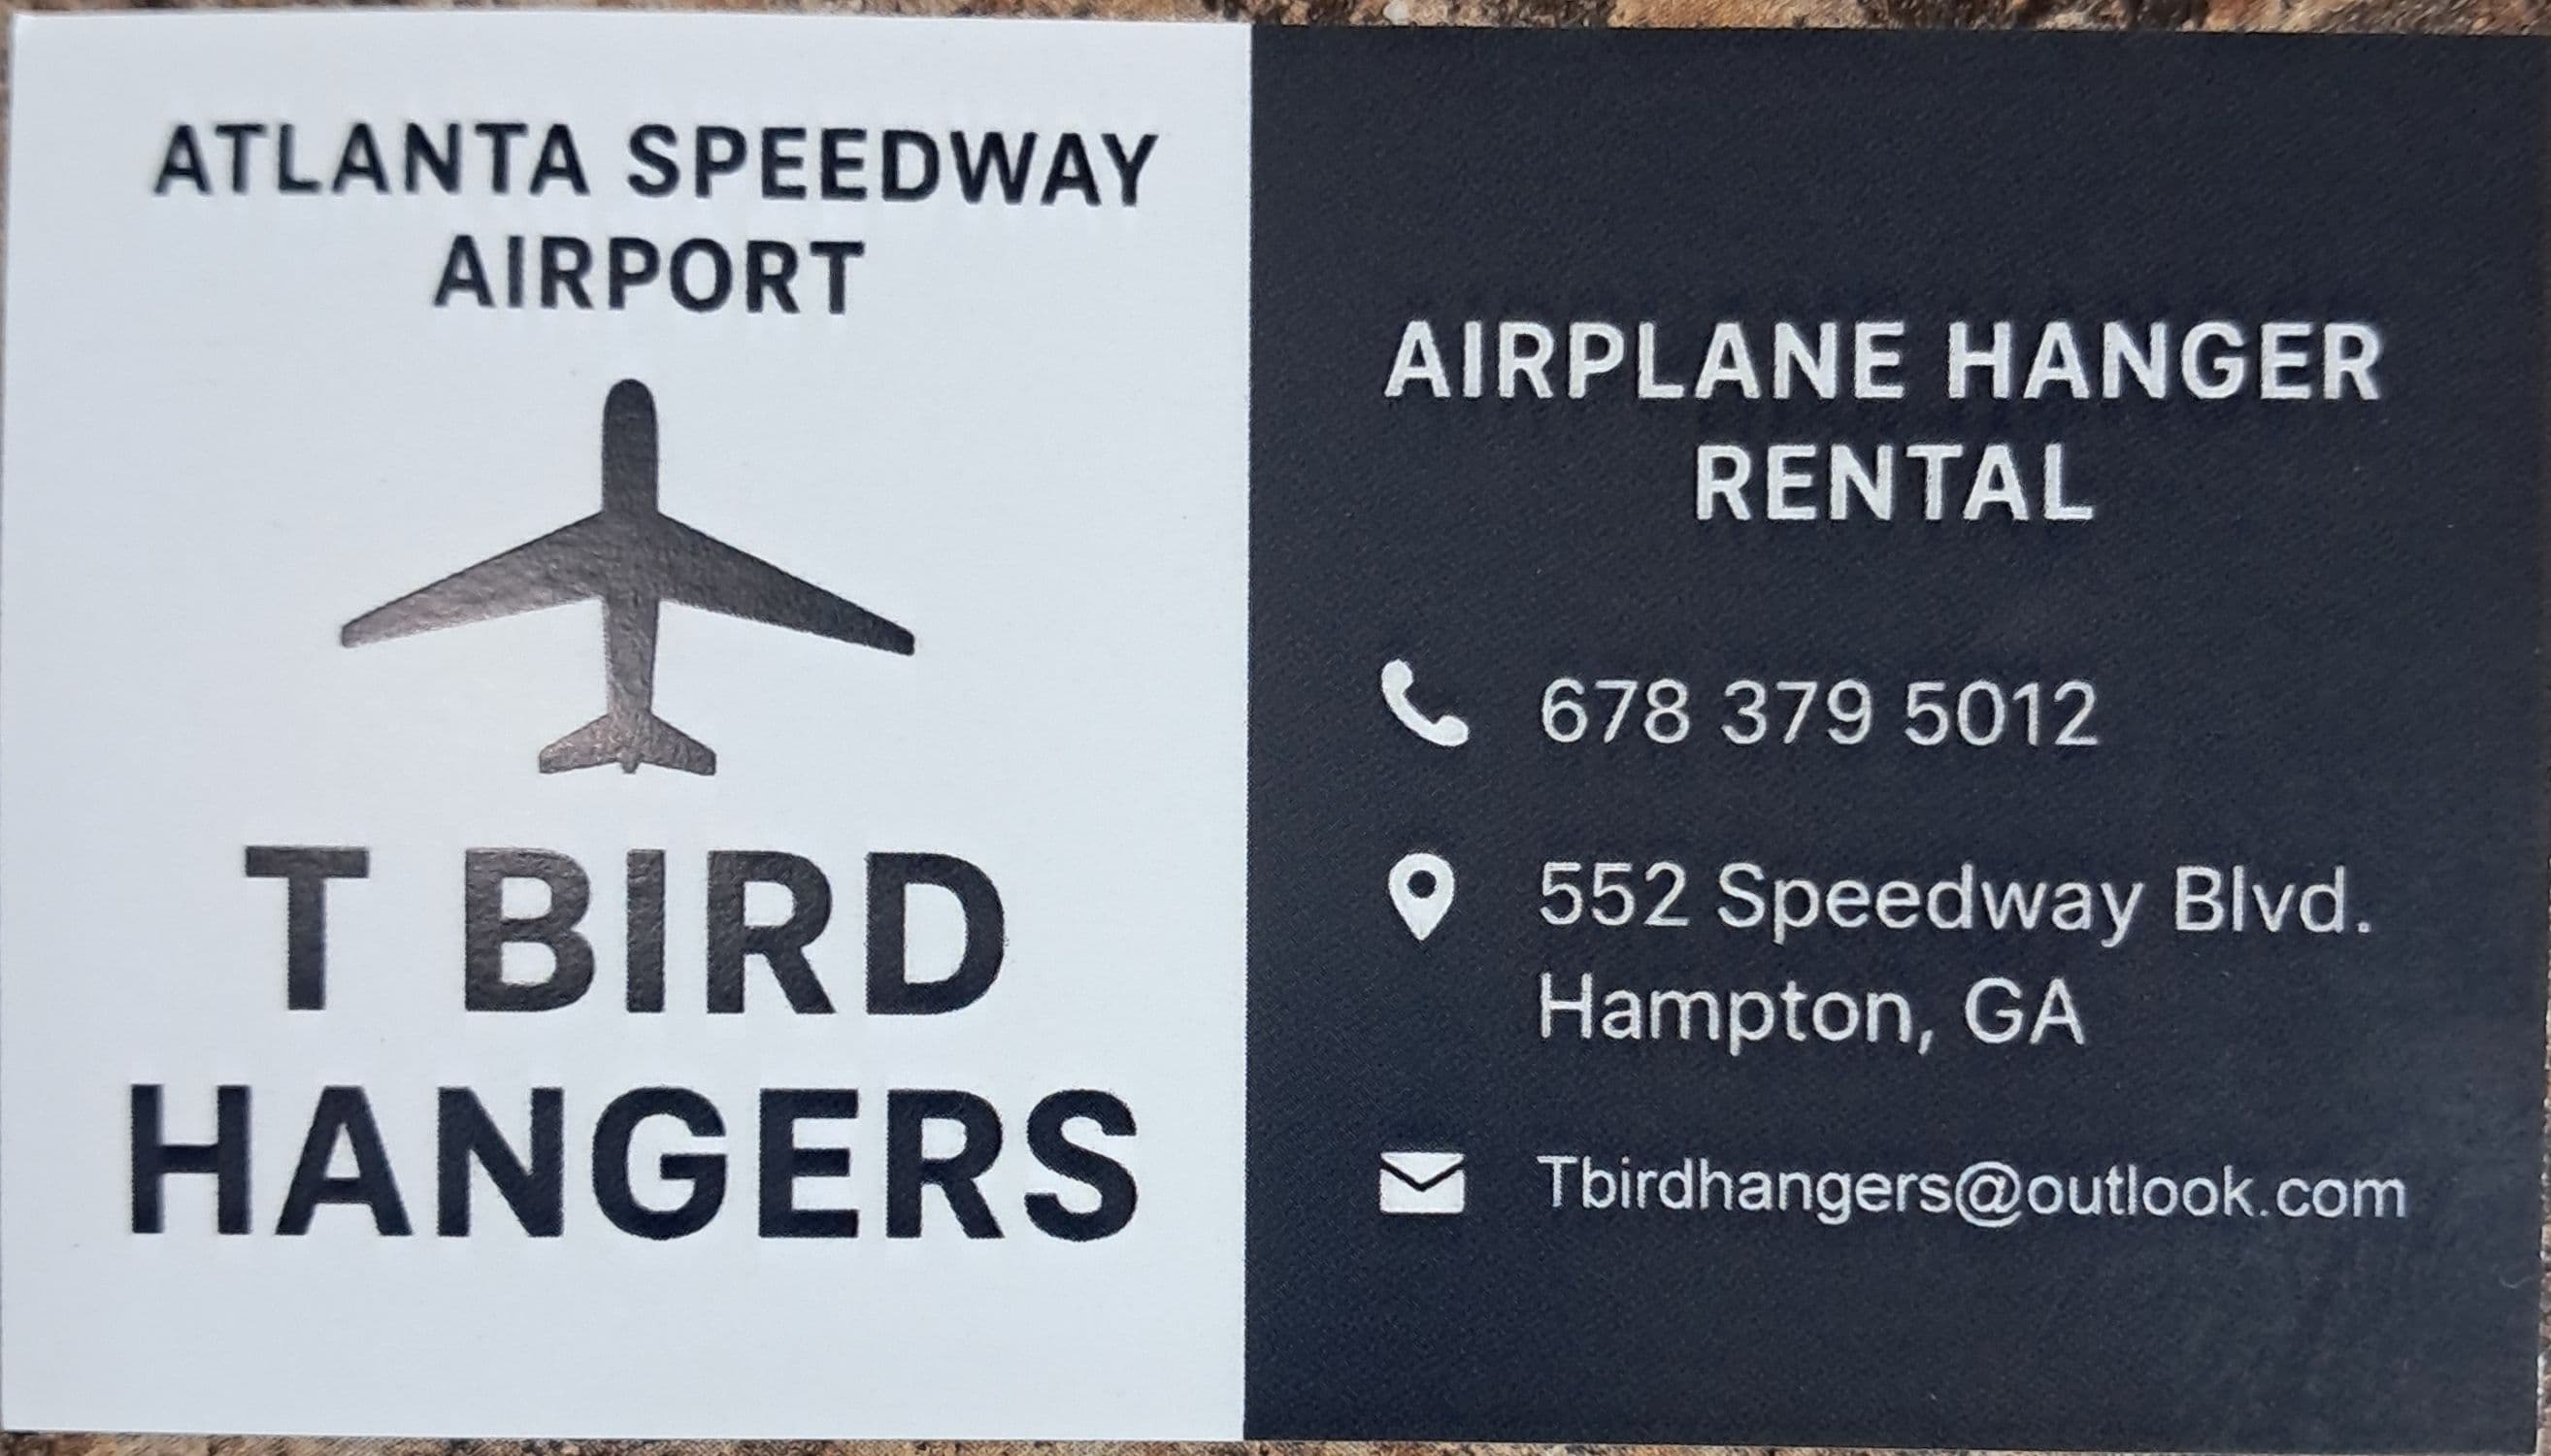 ATLANTA SPEEDWAY
AIRPORT
T BIRD
HANGERS
AIRPLANE HANGER
RENTAL
678 379 5012
552 Speedway Blvd.
Hampton, GA
Tbirdhangers@outlook.com